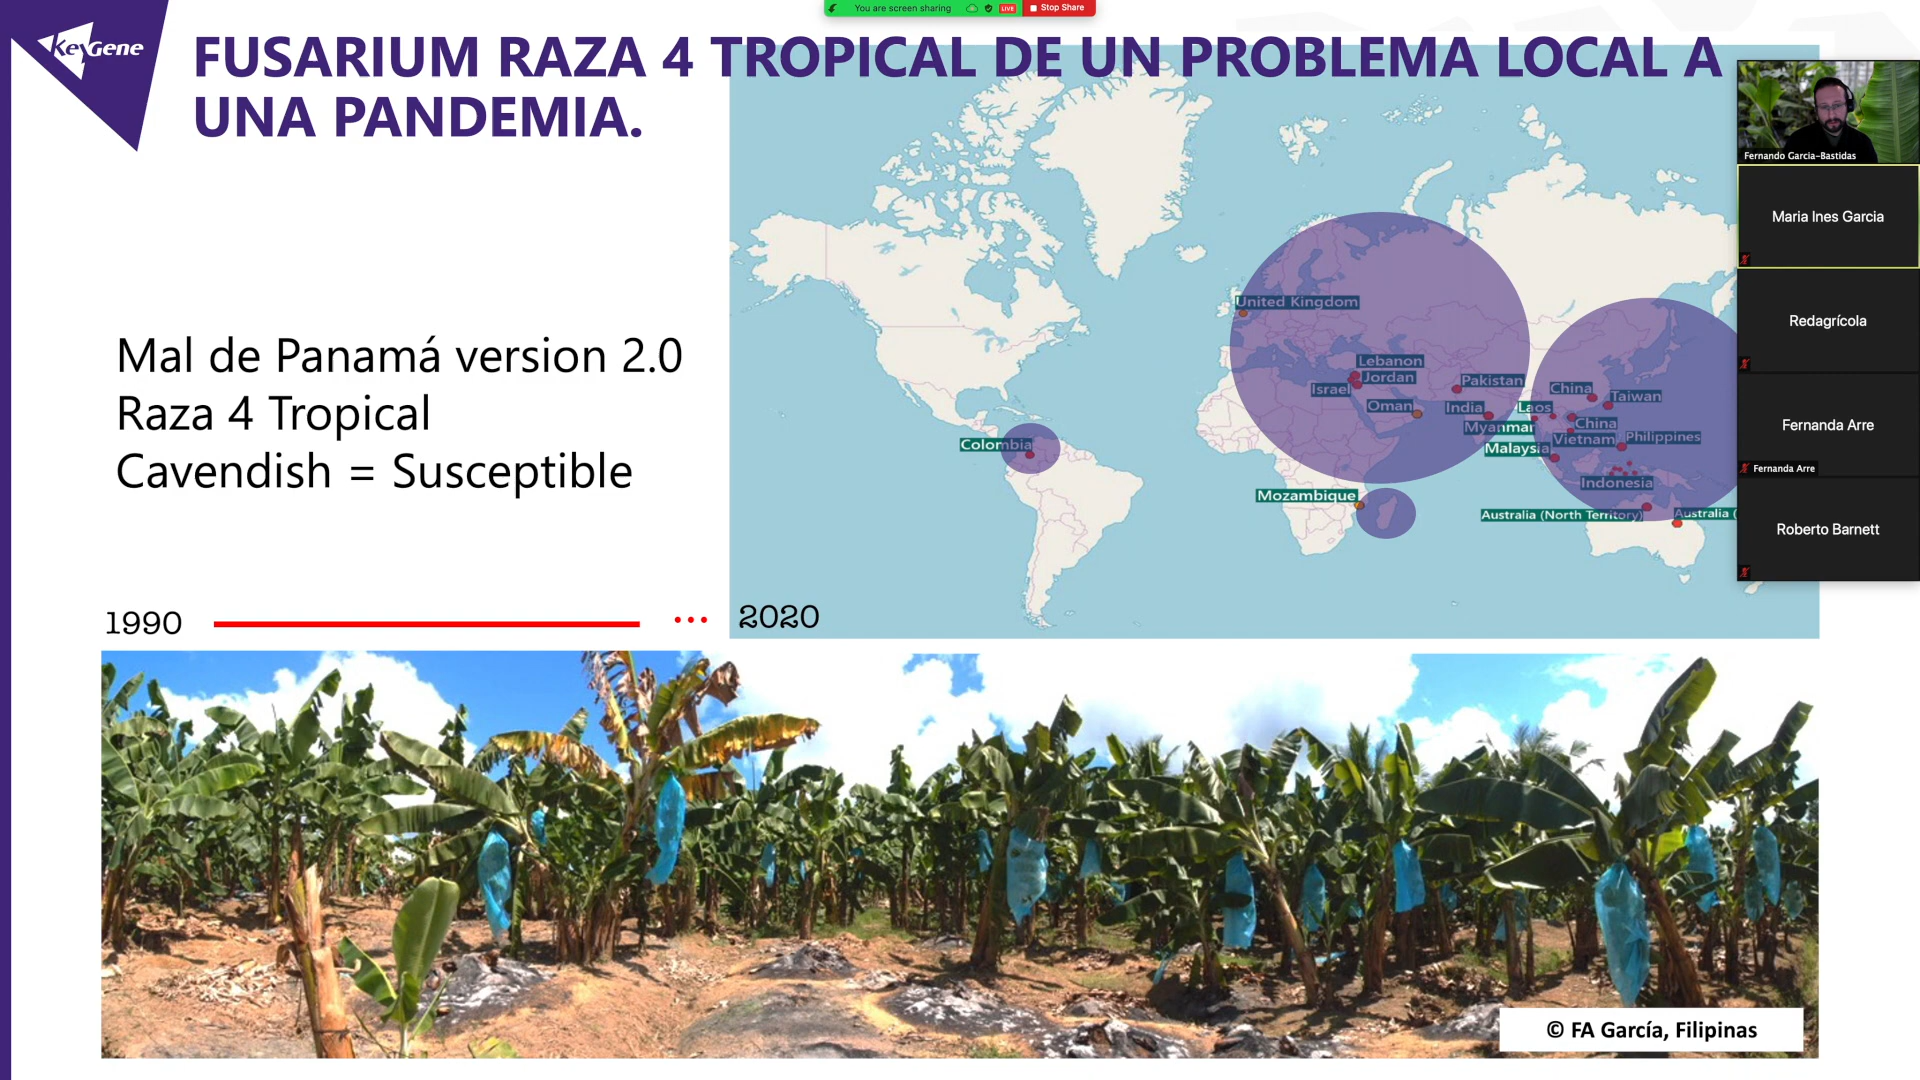 You are screen sharing
LIVE
Stop Share
KeyGene
FUSARIUM RAZA 4 TROPICAL DE UN PROBLEMA LOCAL A
UNA PANDEMIA.
Fernando Garcia-Bastidas
Maria Ines Garcia
Redagrícola
Fernanda Arre
Fernanda Arre
Roberto Barnett
Mal de Panamá version 2.0
Raza 4 Tropical
Cavendish = Susceptible
United Kingdom
Lebanon
Jordan
Israel
Pakistan
Oman
India
China
Taiwan
Laos
Myanmar
China
Vietnam
Philippines
Malaysia
Colombia
Indonesia
Mozambique
Australia (North Territory)
Australia (
1990
...
2020
© FA García, Filipinas